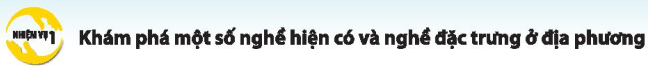 NHIỆM VỤ 1
Khám phá một số nghề hiện có và nghề đặc trưng ở địa phương